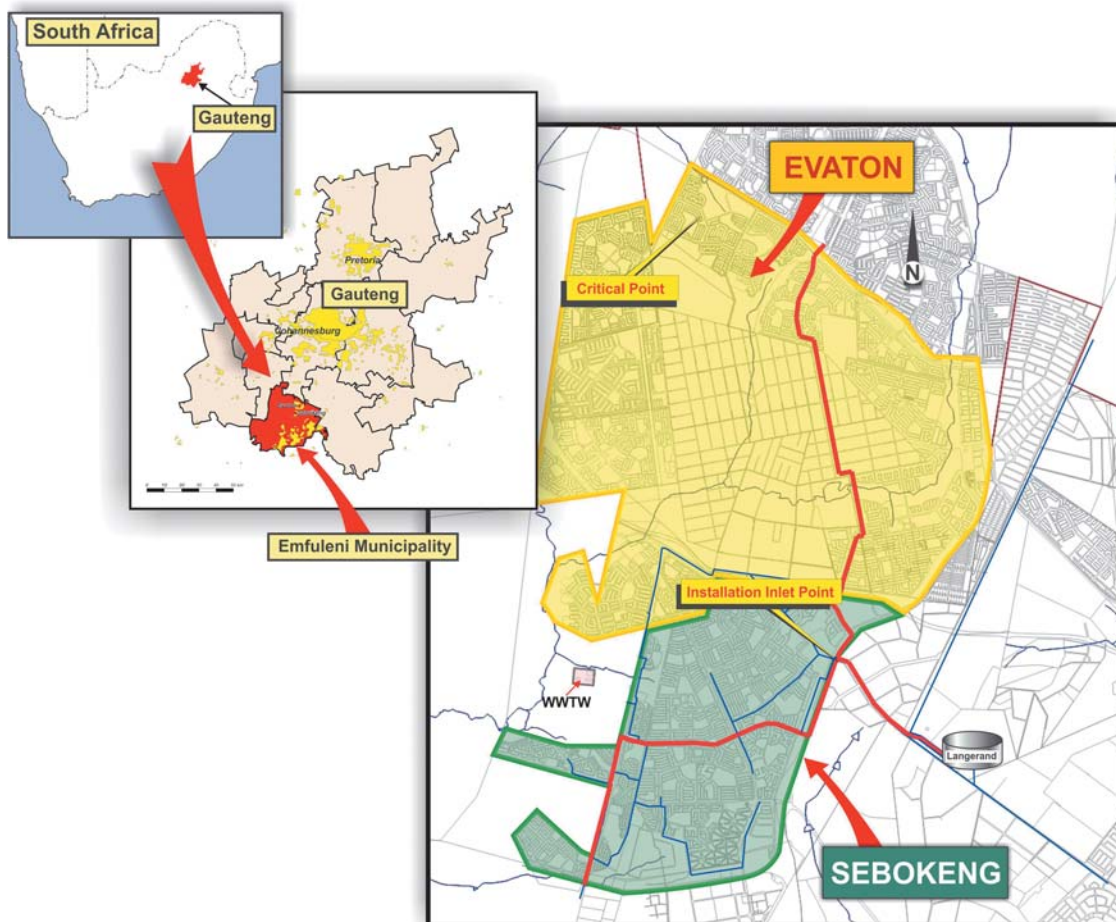 South Africa
Gauteng
Pretoria
Gauteng
Johannesburg
Emfuleni Municipality
EVATON
N
Critical Point
Installation Inlet Point
WWTW
Langerand
SEBOKENG